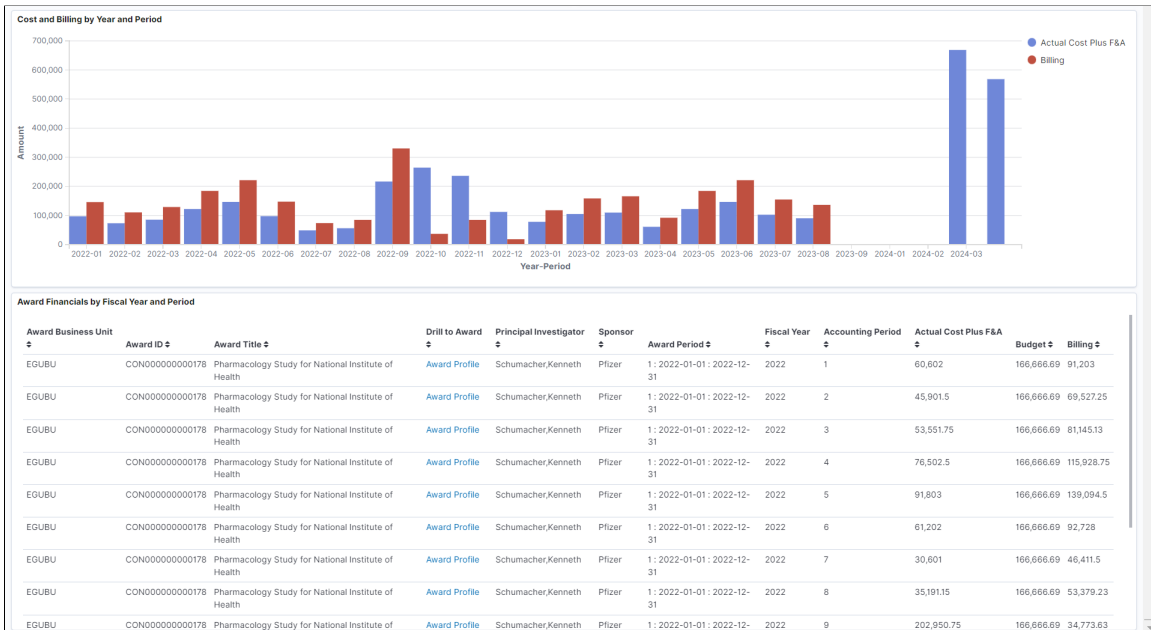 Cost and Billing by Year and Period
700,000
600,000
500,000
400,000
300,000
200,000
100,000
0
Amount
2022-01 2022-02 2022-03 2022-04 2022-05 2022-06 2022-07 2022-08 2022-09 2022-10 2022-11 2022-12 2023-01 2023-02 2023-03 2023-04 2023-06 2023-07 2023-08 2023-09 2024-01 2024-02 2024-03
Year-Period
Actual Cost Plus F&A
Billing
Award Financials by Fiscal Year and Period
Award Business Unit Award ID Award Title Drill to Award Principal Investigator Sponsor Award Period Fiscal Year Accounting Period Actual Cost Plus F&A Budget Billing
EGUBU CON000000000178 Pharmacology Study for National Institute of Award Profile Schumacher,Kenneth Pfizer 1 : 2022-01-01 : 2022-12- 2022 1 60,602 166,666.69 91,203
Health 31
EGUBU CON000000000178 Pharmacology Study for National Institute of Award Profile Schumacher,Kenneth Pfizer 1 : 2022-01-01 : 2022-12- 2022 2 45,901.5 166,666.69 69,527.25
Health 31
EGUBU CON000000000178 Pharmacology Study for National Institute of Award Profile Schumacher,Kenneth Pfizer 1 : 2022-01-01 : 2022-12- 2022 3 53,551.75 166,666.69 81,145.13
Health 31
EGUBU CON000000000178 Pharmacology Study for National Institute of Award Profile Schumacher,Kenneth Pfizer 1 : 2022-01-01 : 2022-12- 2022 4 76,502.5 166,666.69 115,928.75
Health 31
EGUBU CON000000000178 Pharmacology Study for National Institute of Award Profile Schumacher,Kenneth Pfizer 1 : 2022-01-01 : 2022-12- 2022 5 91,803 166,666.69 139,094.5
Health 31
EGUBU CON000000000178 Pharmacology Study for National Institute of Award Profile Schumacher,Kenneth Pfizer 1 : 2022-01-01 : 2022-12- 2022 6 61,202 166,666.69 92,728
Health 31
EGUBU CON000000000178 Pharmacology Study for National Institute of Award Profile Schumacher,Kenneth Pfizer 1 : 2022-01-01 : 2022-12- 2022 7 30,601 166,666.69 46,411.5
Health 31
EGUBU CON000000000178 Pharmacology Study for National Institute of Award Profile Schumacher,Kenneth Pfizer 1 : 2022-01-01 : 2022-12- 2022 8 35,191.15 166,666.69 53,379.23
Health 31
EGUBU CON000000000178 Pharmacology Study for National Institute of Award Profile Schumacher,Kenneth Pfizer 1 : 2022-01-01 : 2022-12- 2022 9 202,950.75 166,666.69 34,773.63